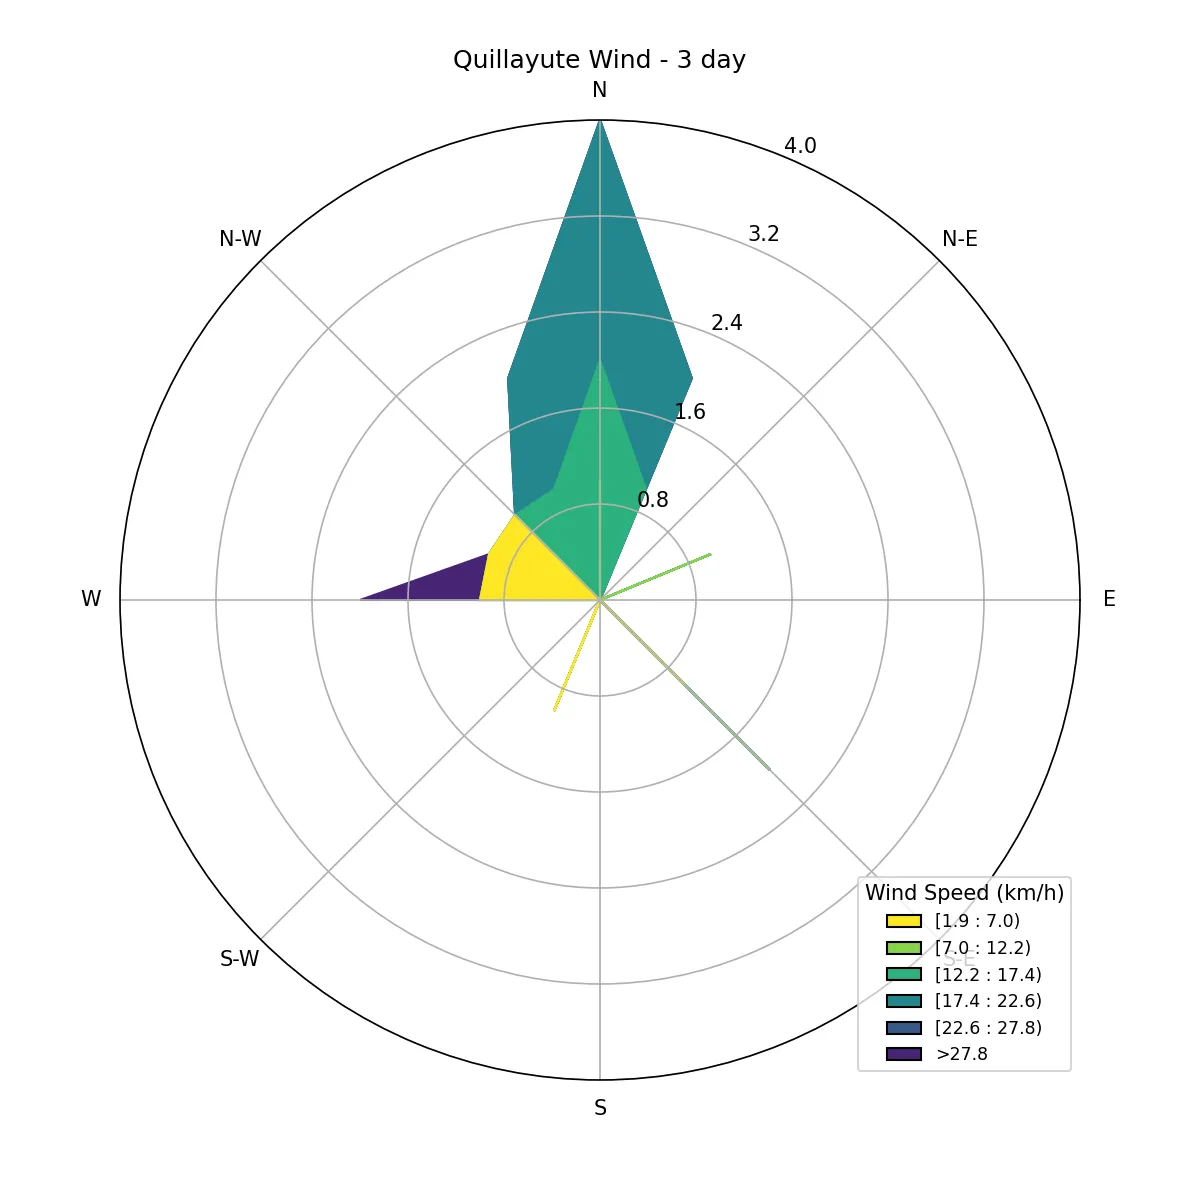 Quillayute Wind - 3 day
N
4.0
N-W
3.2
N-E
2.4
1.6
0.8
W
E
Wind Speed (km/h)
[1.9 : 7.0)
[7.0 : 12.2)
S-W
S-E
[12.2 : 17.4)
[17.4 : 22.6)
[22.6 : 27.8)
>27.8
S